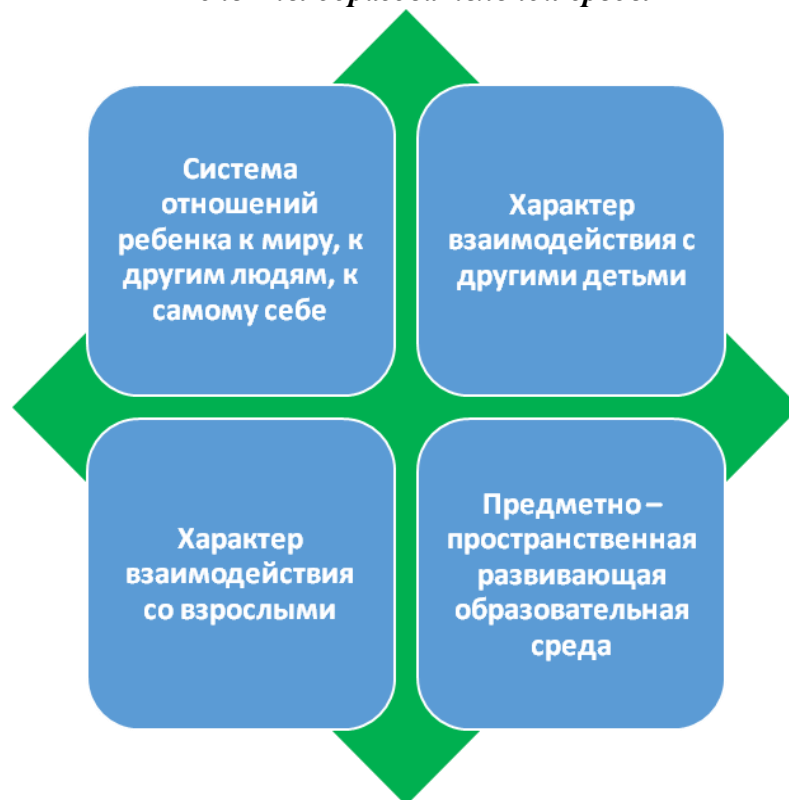 Система
отношений
ребенка к миру, к
другим людям, к
самому себе
Характер
взаимодействия с
другими детьми
Характер
взаимодействия
со взрослыми
Предметно –
пространственная
развивающая
образовательная
среда